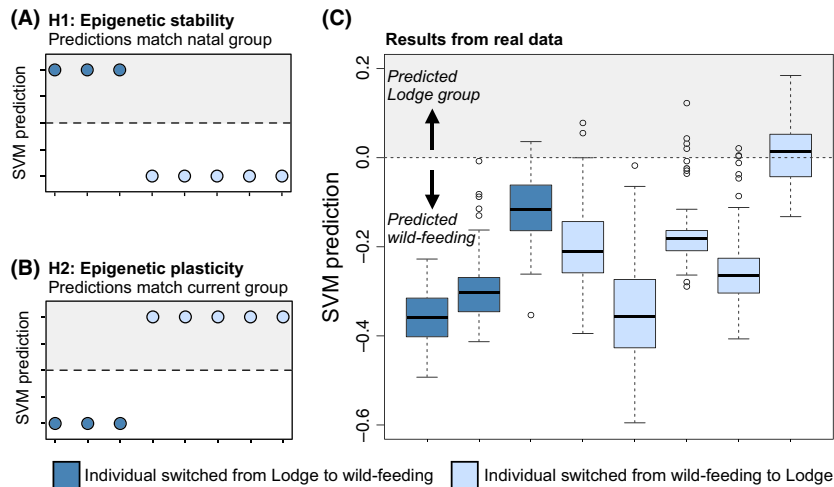 (A) H1: Epigenetic stability
Predictions match natal group
SVM prediction
(B) H2: Epigenetic plasticity
Predictions match current group
SVM prediction
(C)
Results from real data
Predicted
Lodge group
Predicted
wild-feeding
SVM prediction
0.2
0.0
−0.2
−0.4
−0.6
Individual switched from Lodge to wild-feeding
Individual switched from wild-feeding to Lodge